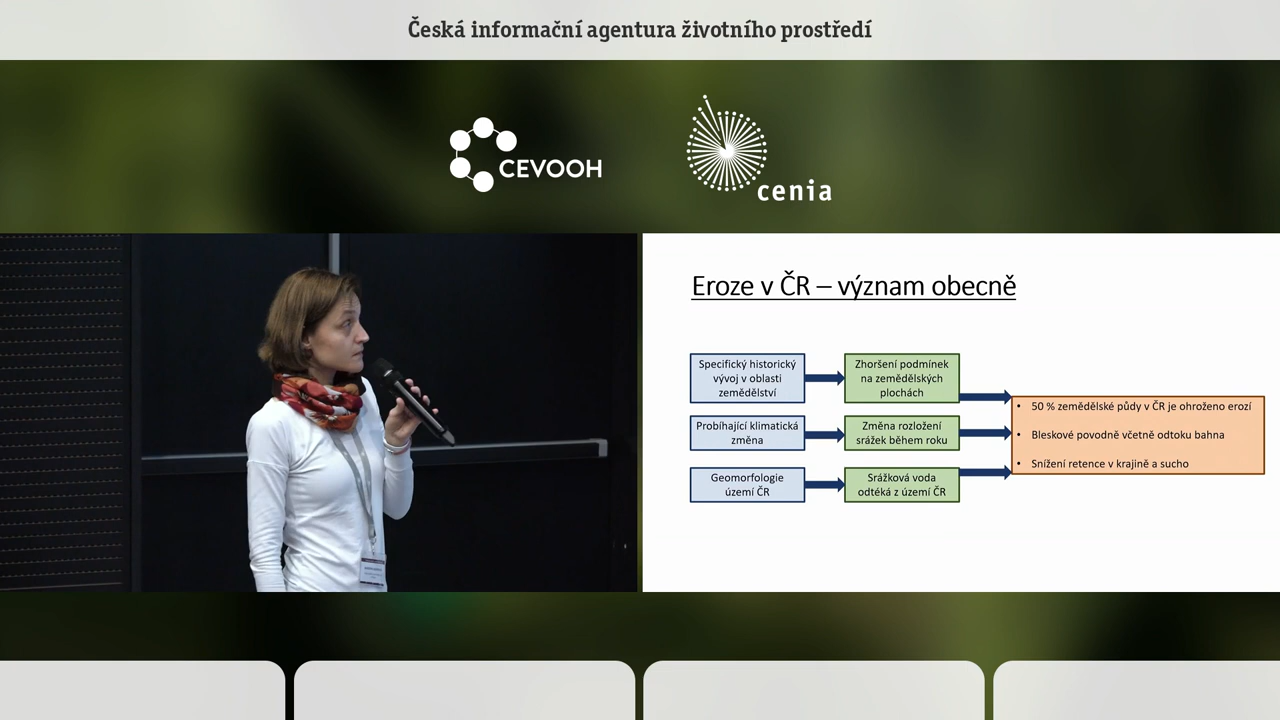 Česká informační agentura životního prostředí
CEVOOH
cenia
Eroze v ČR – význam obecně
Specifický historický
vývoj v oblasti
zemědělství
Zhoršení podmínek
na zemědělských
plochách
Probíhající klimatická
změna
Změna rozložení
srážek během roku
Geomorfologie
území ČR
Srážková voda
odtéká z území ČR
• 50 % zemědělské půdy v ČR je ohroženo erozí
• Bleskové povodně včetně odtoku bahna
• Snížení retence v krajině a sucho